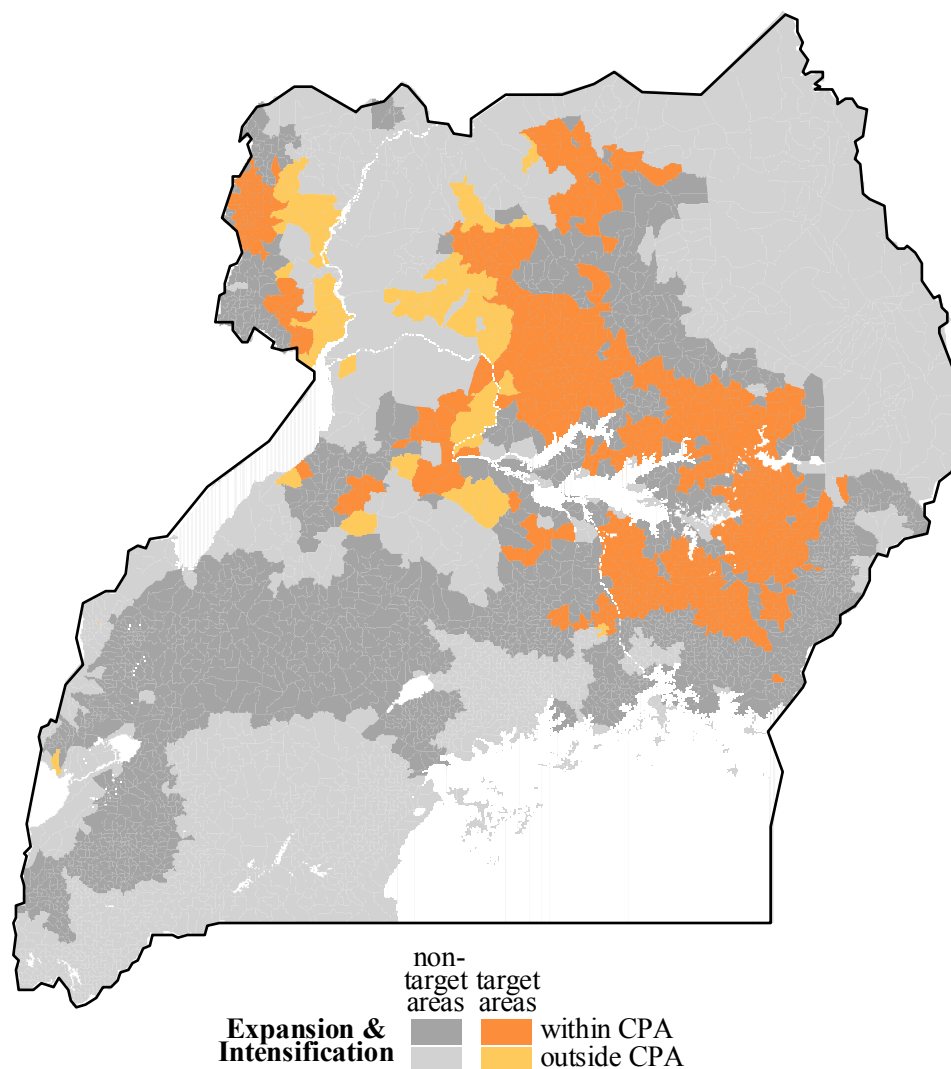 non-
target target
areas areas
Expansion & within CPA
Intensification outside CPA